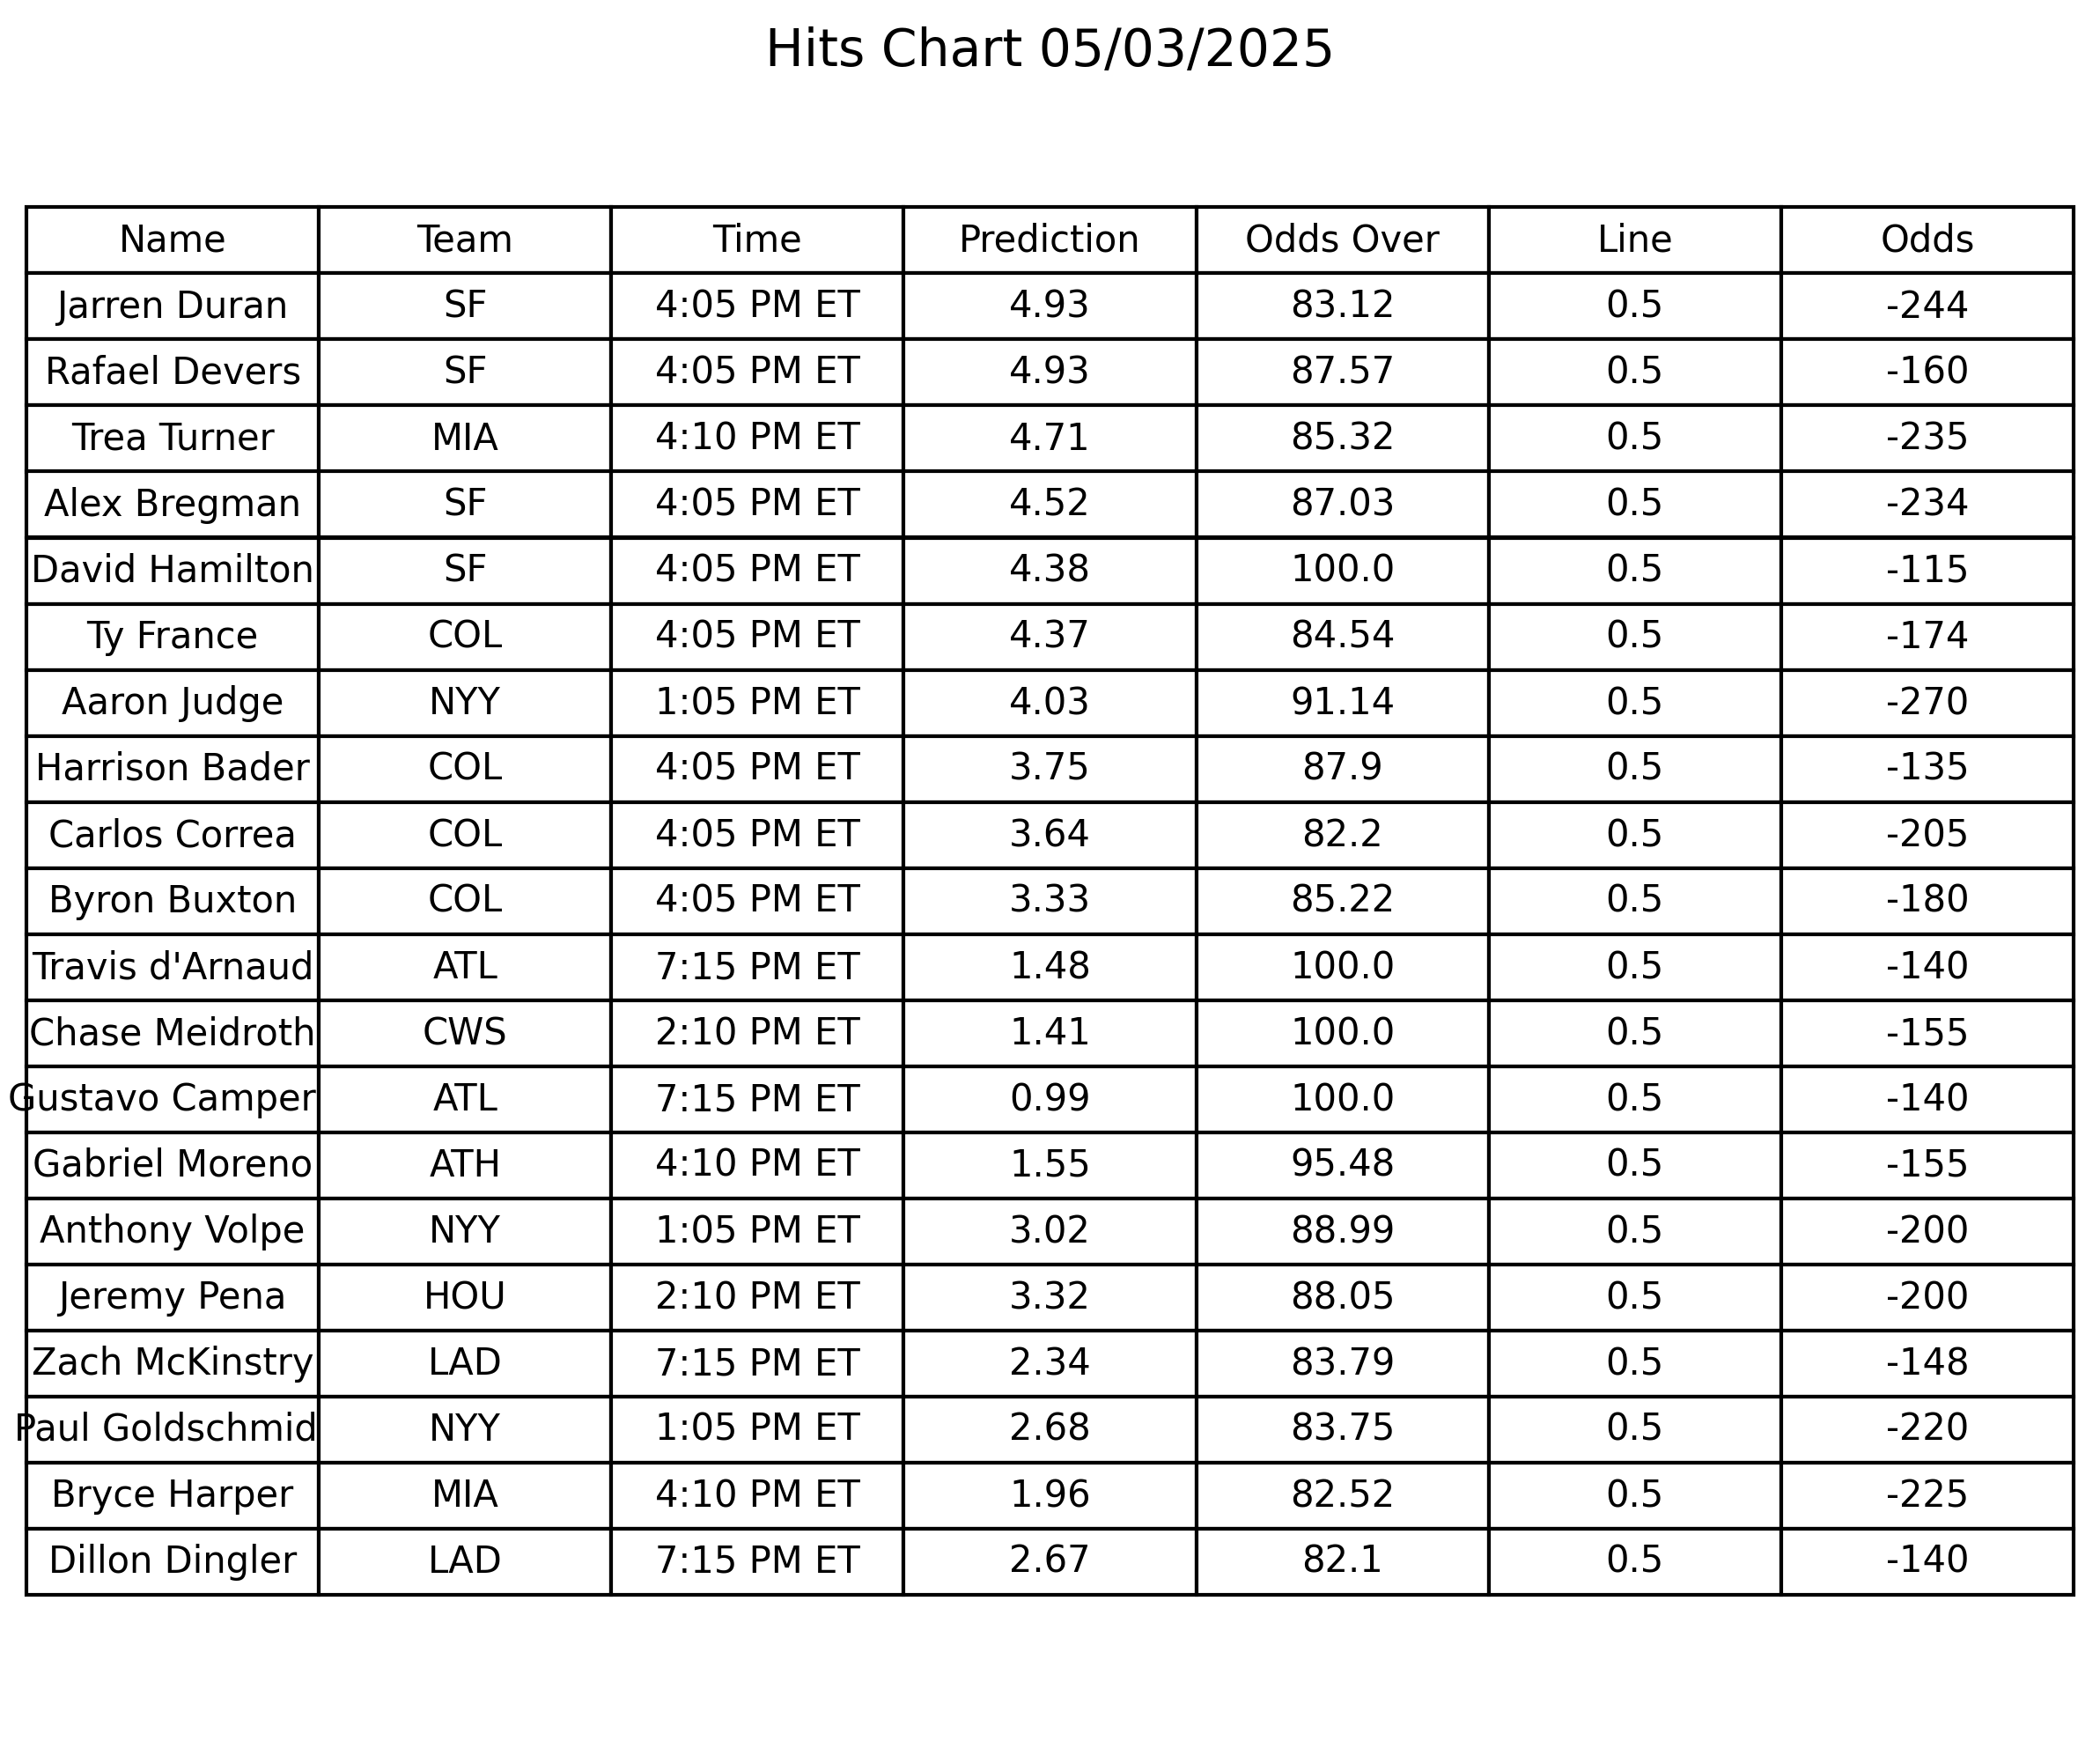 Hits Chart 05/03/2025
Name Team Time Prediction Odds Over Line Odds
Jarren Duran SF 4:05 PM ET 4.93 83.12 0.5 -244
Rafael Devers SF 4:05 PM ET 4.93 87.57 0.5 -160
Trea Turner MIA 4:10 PM ET 4.71 85.32 0.5 -235
Alex Bregman SF 4:05 PM ET 4.52 87.03 0.5 -234
David Hamilton SF 4:05 PM ET 4.38 100.0 0.5 -115
Ty France COL 4:05 PM ET 4.37 84.54 0.5 -174
Aaron Judge NYY 1:05 PM ET 4.03 91.14 0.5 -270
Harrison Bader COL 4:05 PM ET 3.75 87.9 0.5 -135
Carlos Correa COL 4:05 PM ET 3.64 82.2 0.5 -205
Byron Buxton COL 4:05 PM ET 3.33 85.22 0.5 -180
Travis d'Arnaud ATL 7:15 PM ET 1.48 100.0 0.5 -140
Chase Meidroth CWS 2:10 PM ET 1.41 100.0 0.5 -155
Gustavo Camper ATL 7:15 PM ET 0.99 100.0 0.5 -140
Gabriel Moreno ATH 4:10 PM ET 1.55 95.48 0.5 -155
Anthony Volpe NYY 1:05 PM ET 3.02 88.99 0.5 -200
Jeremy Pena HOU 2:10 PM ET 3.32 88.05 0.5 -200
Zach McKinstry LAD 7:15 PM ET 2.34 83.79 0.5 -148
Paul Goldschmid NYY 1:05 PM ET 2.68 83.75 0.5 -220
Bryce Harper MIA 4:10 PM ET 1.96 82.52 0.5 -225
Dillon Dingler LAD 7:15 PM ET 2.67 82.1 0.5 -140